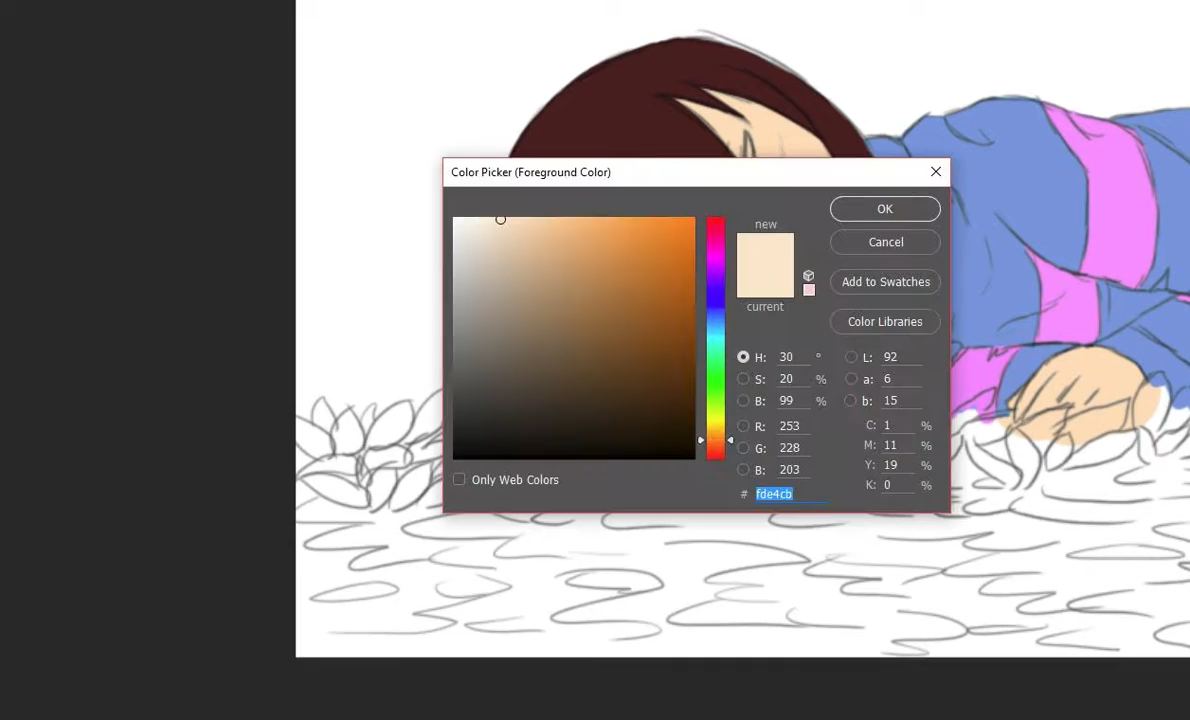 Color Picker (Foreground Color)
new
current
OK
Cancel
Add to Swatches
Color Libraries
H: 30 °
S: 20 %
B: 99 %
R: 253
G: 228
B: 203
# fde4cb
L: 92
a: 6
b: 15
C: 1 %
M: 11 %
Y: 19 %
K: 0 %
Only Web Colors